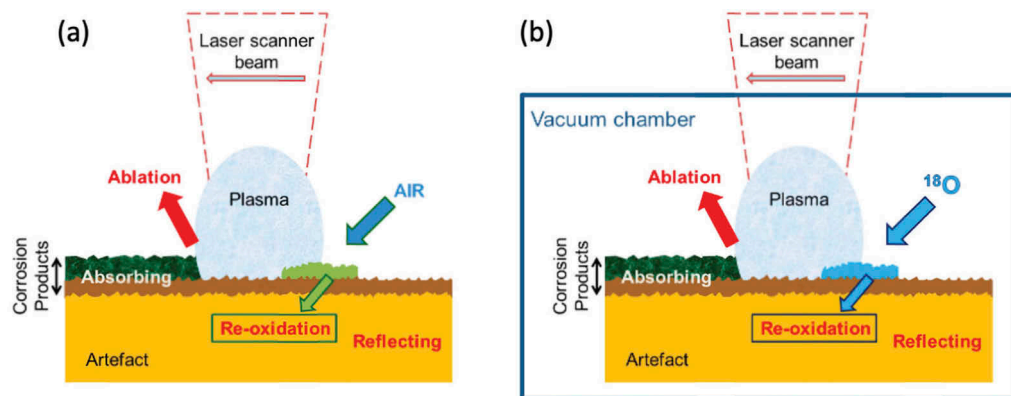 (a)
Laser scanner
beam
Ablation
Plasma
AIR
Corrosion
Products
Absorbing
Re-oxidation
Reflecting
Artefact
(b)
Laser scanner
beam
Vacuum chamber
Ablation
Plasma
18O
Corrosion
Products
Absorbing
Re-oxidation
Reflecting
Artefact